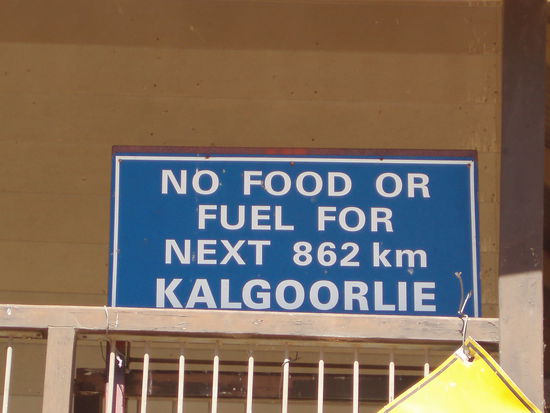 NO FOOD OR
FUEL FOR
NEXT 862 km
KALGOORLIE